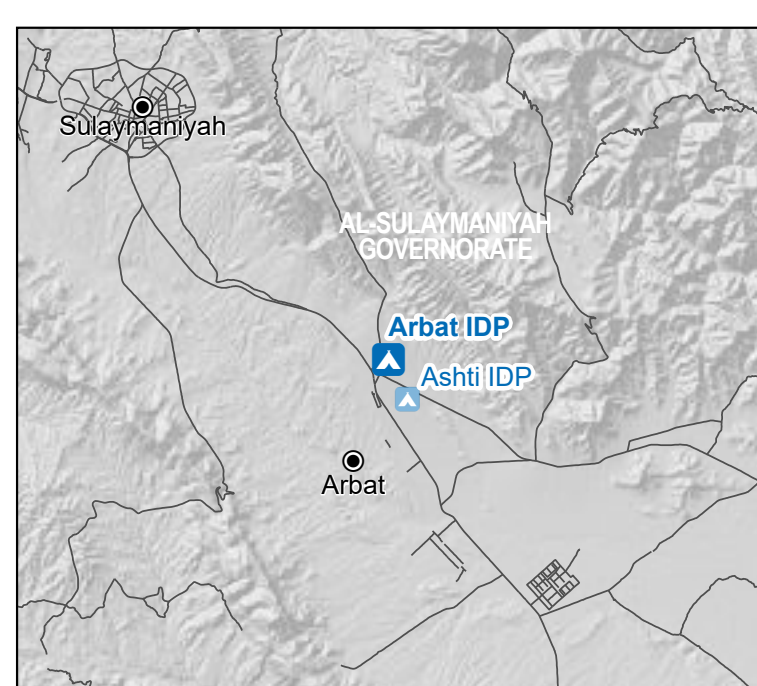 Sulaymaniyah
AL-SULAYMANIYAH
GOVERNORATE
Arbat IDP
Ashti IDP
Arbat